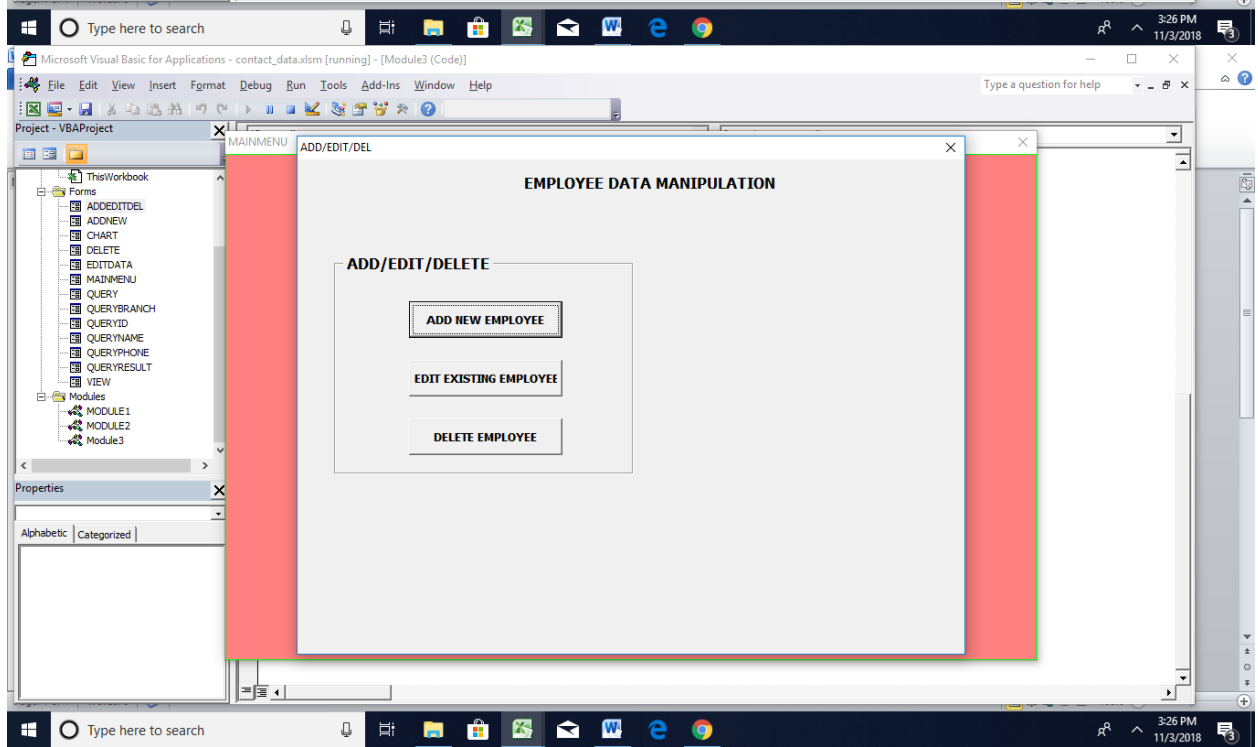 Type here to search
3:26 PM
11/3/2018
3
Microsoft Visual Basic for Applications - contact_data.xlsm [running] - [Module3 (Code)]
File Edit View Insert Format Debug Run Tools Add-Ins Window Help
Type a question for help
Project - VBAProject
MAINMENU
ADD/EDIT/DEL
EMPLOYEE DATA MANIPULATION
ThisWorkbook
Forms
ADDEDITDEL
ADDNEW
CHART
DELETE
EDITDATA
MAINMENU
QUERY
QUERYBRANCH
QUERYID
QUERYNAME
QUERYPHONE
QUERYRESULT
VIEW
Modules
MODULE1
MODULE2
Module3
ADD/EDIT/DELETE
ADD NEW EMPLOYEE
EDIT EXISTING EMPLOYEE
DELETE EMPLOYEE
Properties
Alphabetic Categorized
Type here to search
3:26 PM
11/3/2018
3